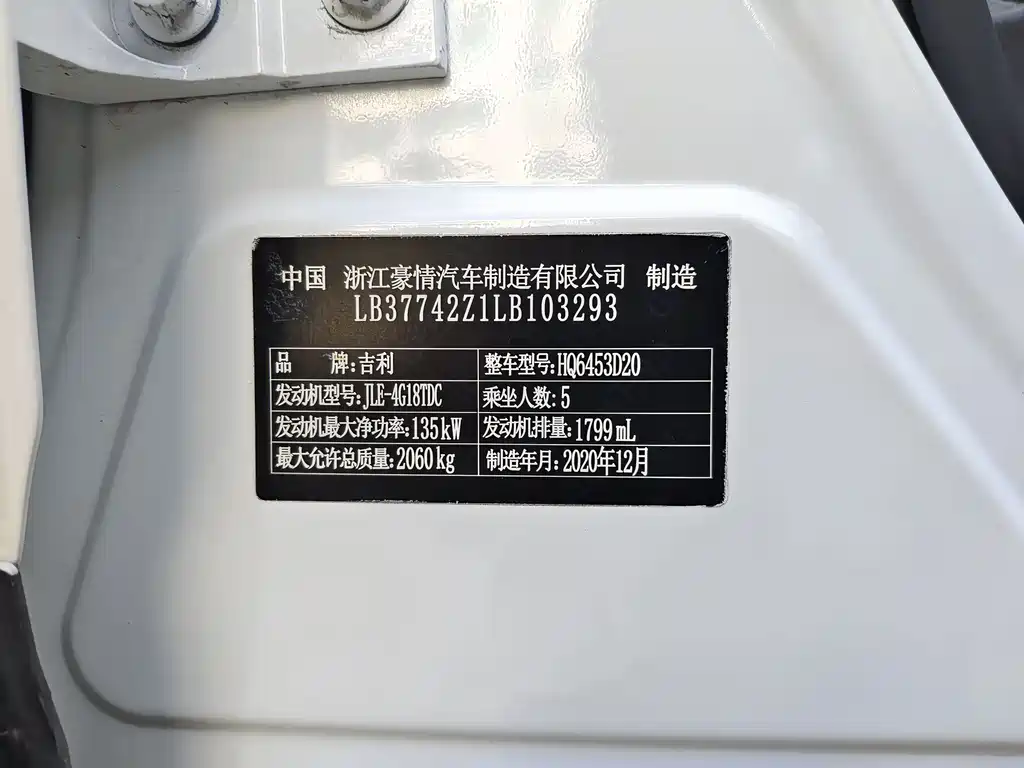 中国 浙江豪情汽车制造有限公司 制造
LB37742Z1LB103293
品 牌:吉利 整车型号:HQ6453D20
发动机型号:JLE-4G18TDC 乘坐人数:5
发动机最大净功率:135kW 发动机排量:1799mL
最大允许总质量:2060kg 制造年月:2020年12月